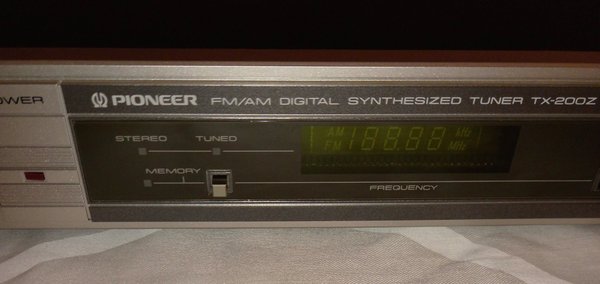 OWER
PIONEER FM/AM DIGITAL SYNTHESIZED TUNER TX-200Z
STEREO TUNED
AM 188.88 kHz
FM MHz
MEMORY
FREQUENCY